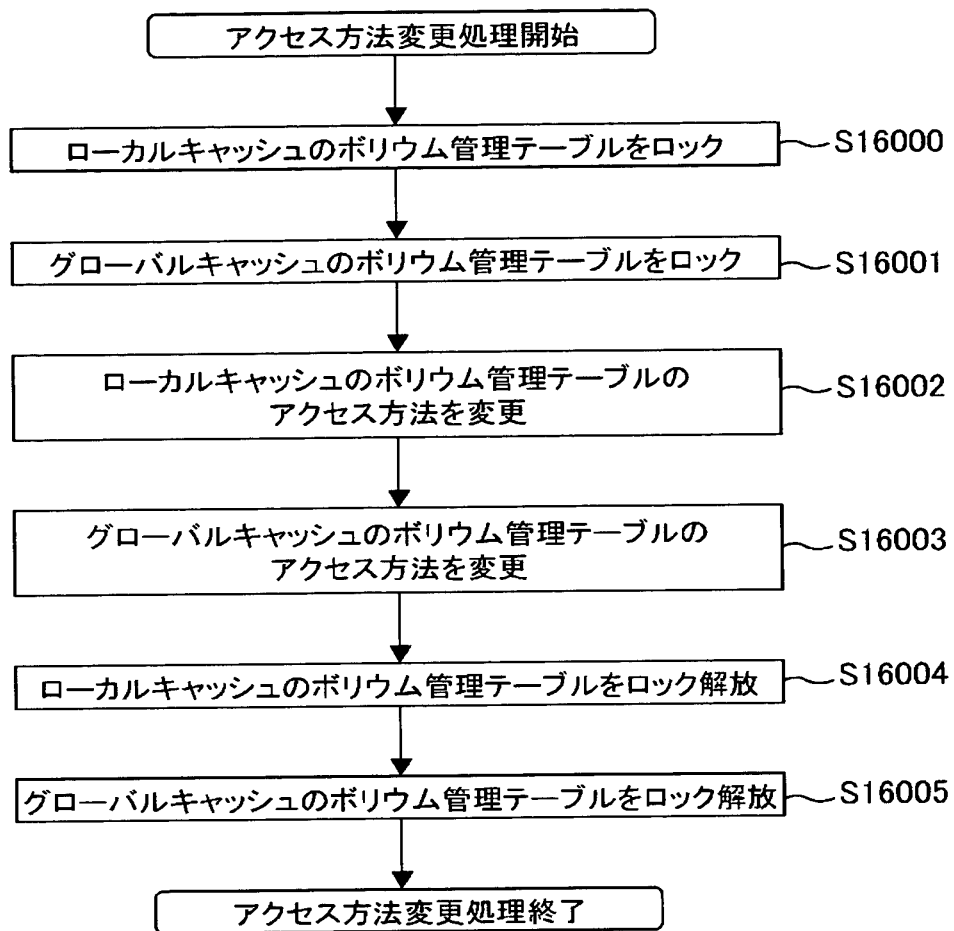 アクセス方法変更処理開始
ローカルキャッシュのボリウム管理テーブルをロック
S16000
グローバルキャッシュのボリウム管理テーブルをロック
S16001
ローカルキャッシュのボリウム管理テーブルの
アクセス方法を変更
S16002
グローバルキャッシュのボリウム管理テーブルの
アクセス方法を変更
S16003
ローカルキャッシュのボリウム管理テーブルをロック解放
S16004
グローバルキャッシュのボリウム管理テーブルをロック解放
S16005
アクセス方法変更処理終了